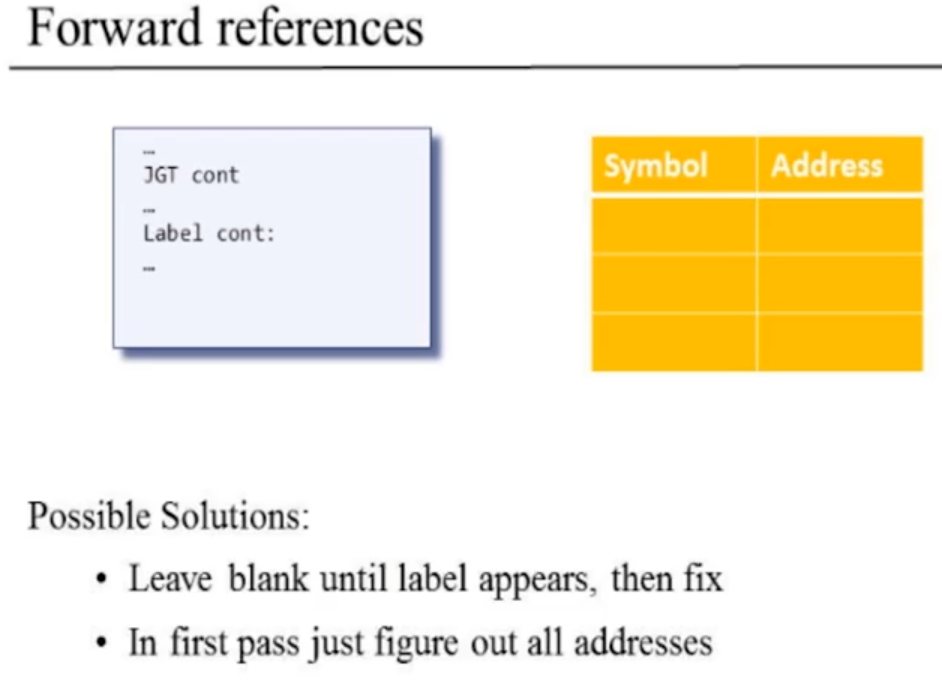 Forward references
...
JGT cont
...
Label cont:
...
Symbol Address
Possible Solutions:
• Leave blank until label appears, then fix
• In first pass just figure out all addresses